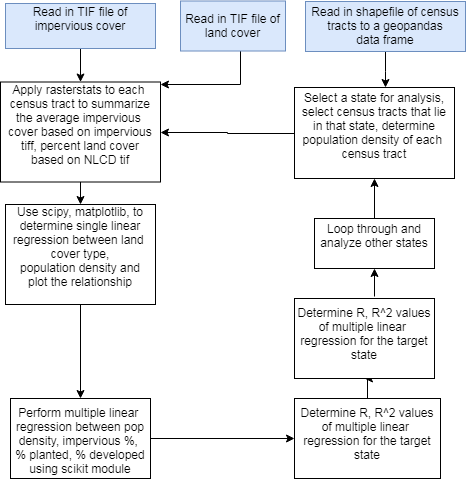 Read in TIF file of
impervious cover
Read in TIF file of
land cover
Read in shapefile of census
tracts to a geopandas
data frame
Apply rasterstats to each
census tract to summarize
the average impervious
cover based on impervious
tiff, percent land cover
based on NLCD tif
Select a state for analysis,
select census tracts that lie
in that state, determine
population density of each
census tract
Use scipy, matplotlib, to
determine single linear
regression between land
cover type,
population density and
plot the relationship
Loop through and
analyze other states
Determine R, R^2 values
of multiple linear
regression for the target
state
Perform multiple linear
regression between pop
density, impervious %,
% planted, % developed
using scikit module
Determine R, R^2 values
of multiple linear
regression for the target
state